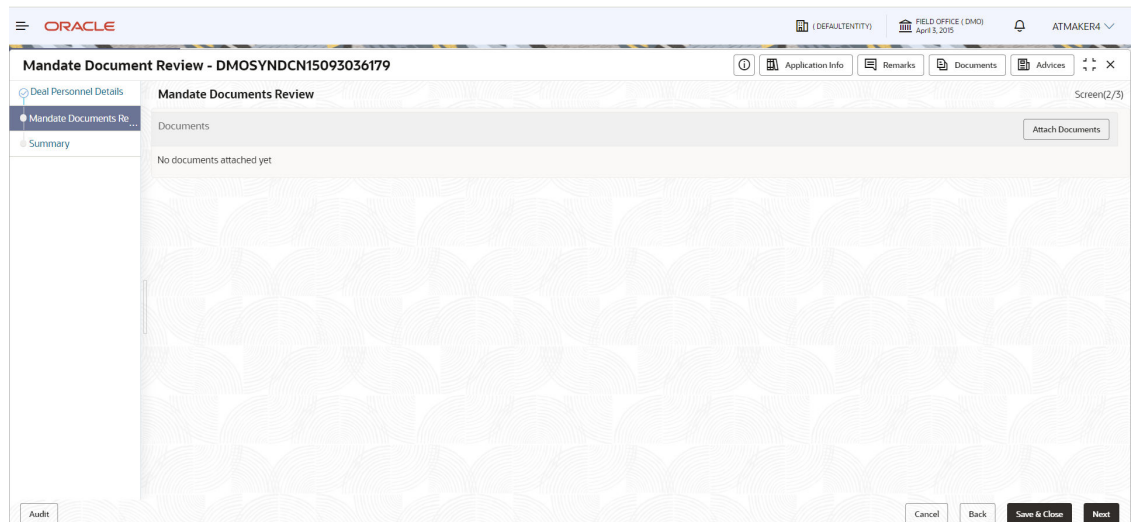 ORACLE
( DEFAULTENTITY)
FIELD OFFICE ( DMO)
April 3, 2015
ATMAKER4
Mandate Document Review - DMOSYNDCN15093036179
Application Info
Remarks
Documents
Advices
Deal Personnel Details
Mandate Documents Re...
Summary
Mandate Documents Review
Screen(2/3)
Documents
Attach Documents
No documents attached yet
Audit
Cancel
Back
Save & Close
Next